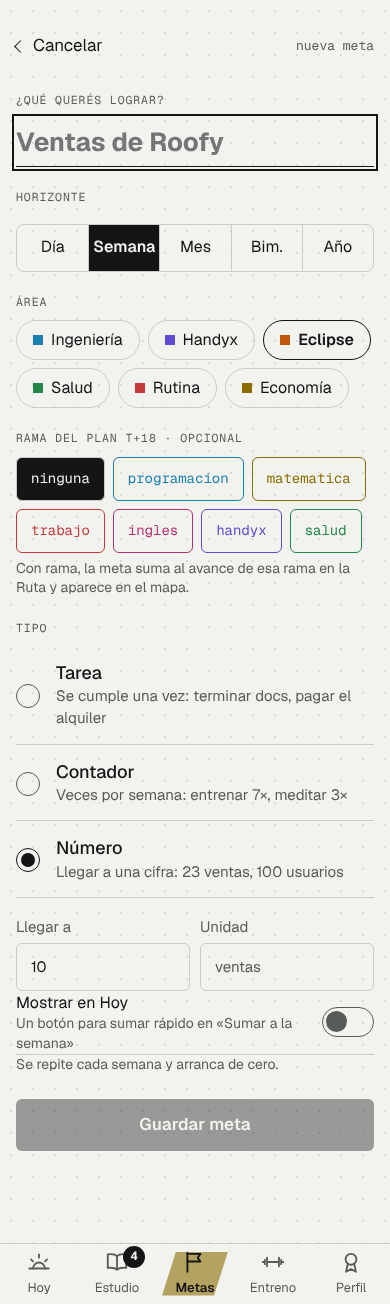 Cancelar
nueva meta
¿QUÉ QUERÉS LOGRAR?
Ventas de Roofy
HORIZONTE
Día Semana Mes Bim. Año
ÁREA
Ingeniería Handyx Eclipse
Salud Rutina Economía
RAMA DEL PLAN T+18 · OPCIONAL
ninguna programacion matematica
trabajo ingles handyx salud
Con rama, la meta suma al avance de esa rama en la
Ruta y aparece en el mapa.
TIPO
Tarea
Se cumple una vez: terminar docs, pagar el
alquiler
Contador
Veces por semana: entrenar 7×, meditar 3×
Número
Llegar a una cifra: 23 ventas, 100 usuarios
Llegar a Unidad
10 ventas
Mostrar en Hoy
Un botón para sumar rápido en «Sumar a la
semana»
Se repite cada semana y arranca de cero.
Guardar meta
4
Hoy Estudio Metas Entreno Perfil